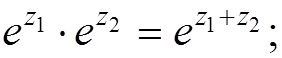 e^{z_1} · e^{z_2} = e^{z_1+z_2};